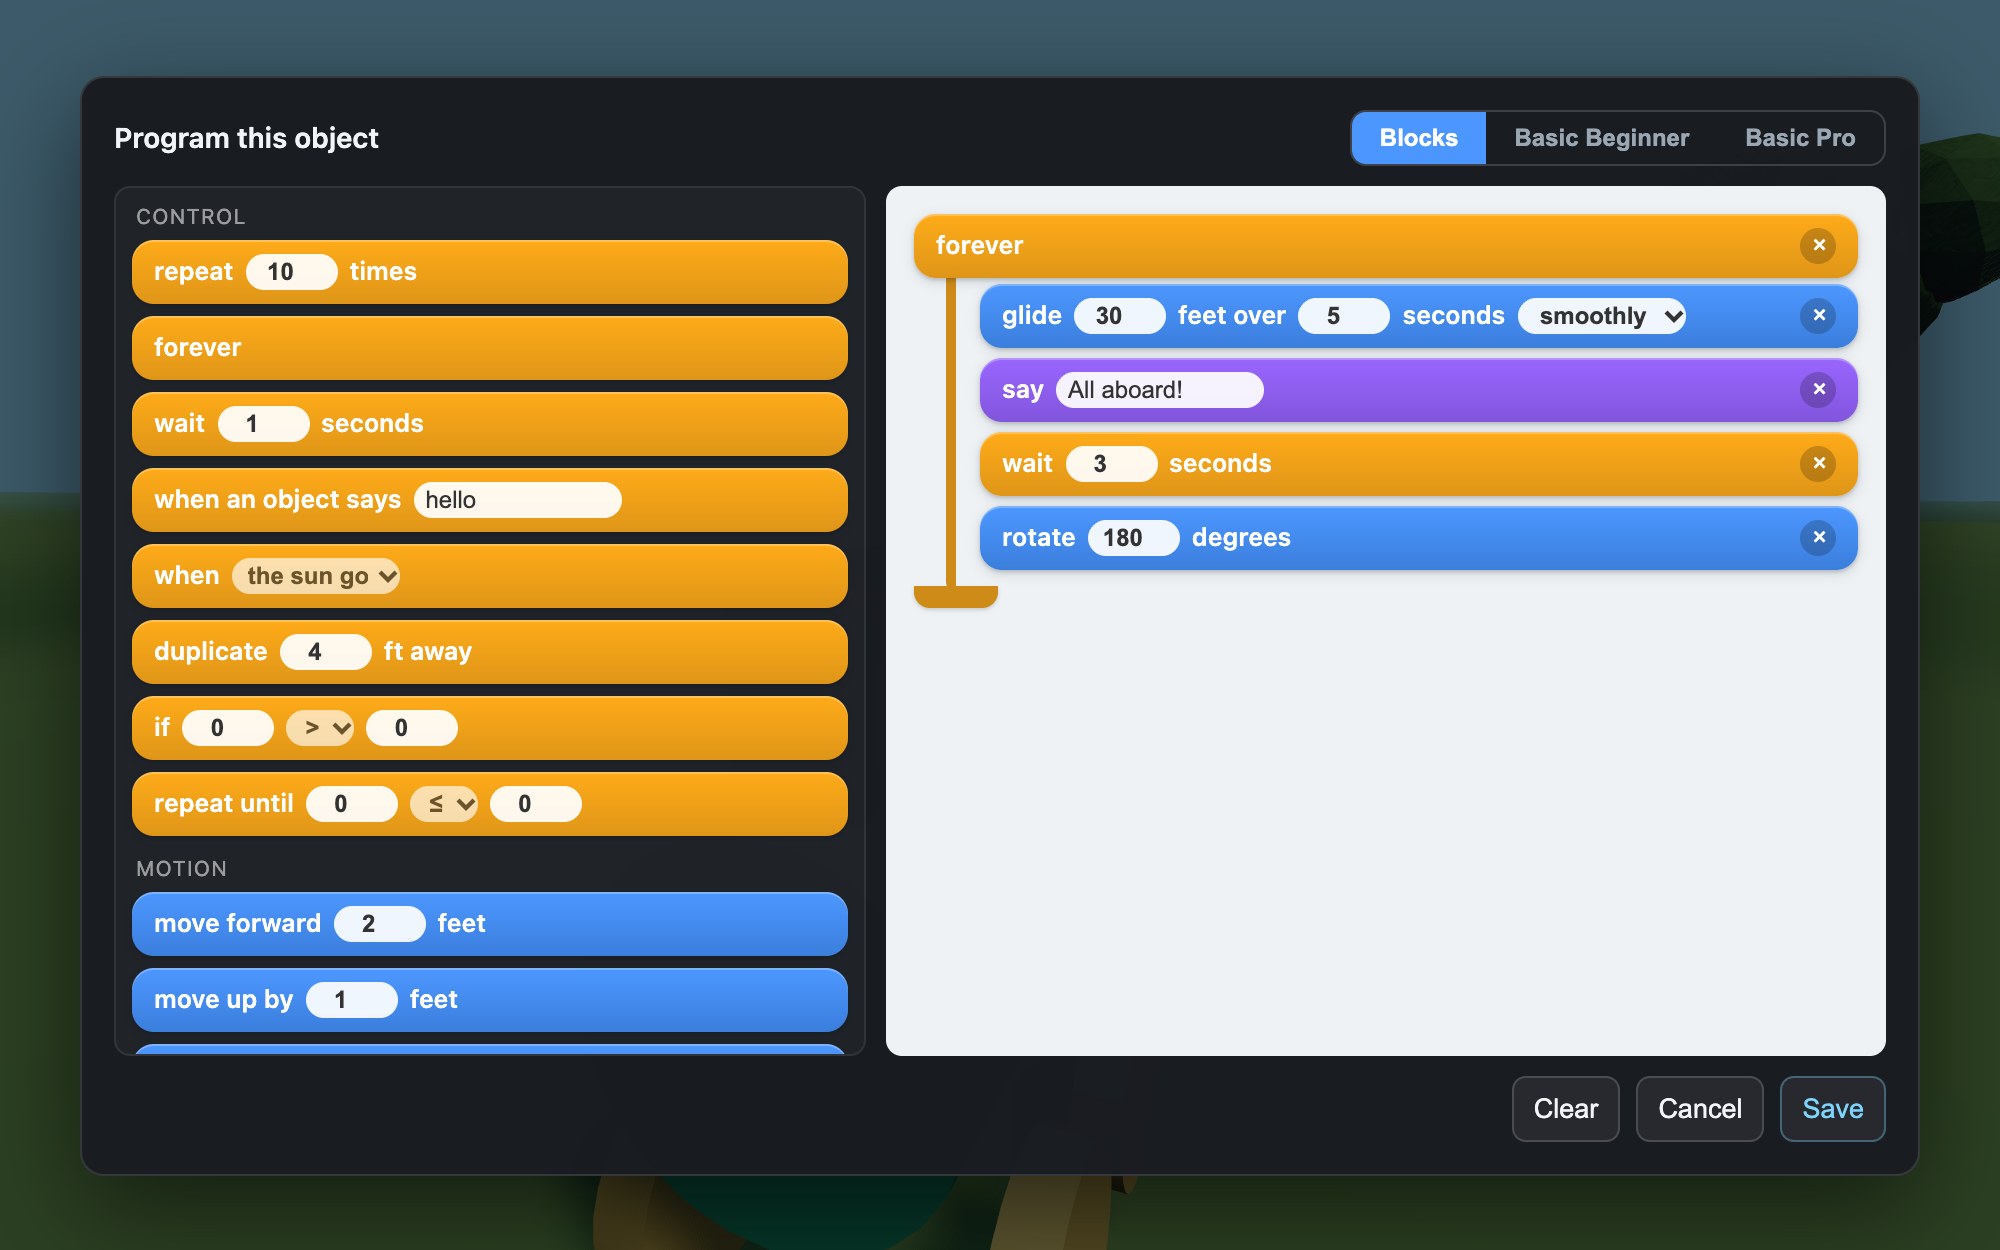 Program this object
Blocks Basic Beginner Basic Pro
CONTROL
repeat 10 times
forever
wait 1 seconds
when an object says hello
when the sun go
duplicate 4 ft away
if 0 > 0
repeat until 0 ≤ 0
MOTION
move forward 2 feet
move up by 1 feet
forever
glide 30 feet over 5 seconds smoothly
say All aboard!
wait 3 seconds
rotate 180 degrees
Clear Cancel Save